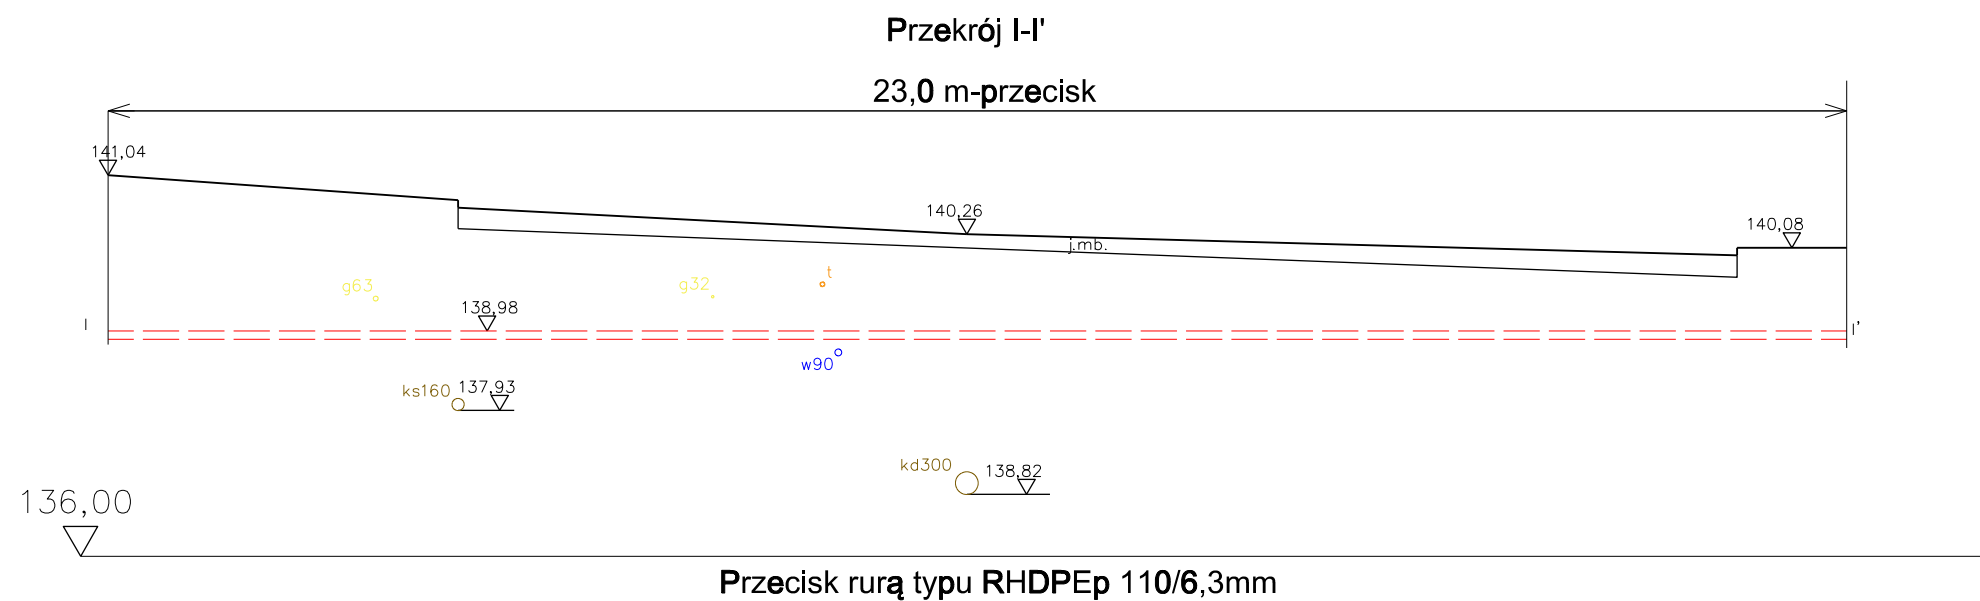 Przekrój I-I'
23,0 m-przecisk
141,04
140,26
140,08
j.mb.
t
g63
g32
138,98
I
I'
w90
ks160 137,93
kd300 138,82
136,00
Przecisk rurą typu RHDPEp 110/6,3mm